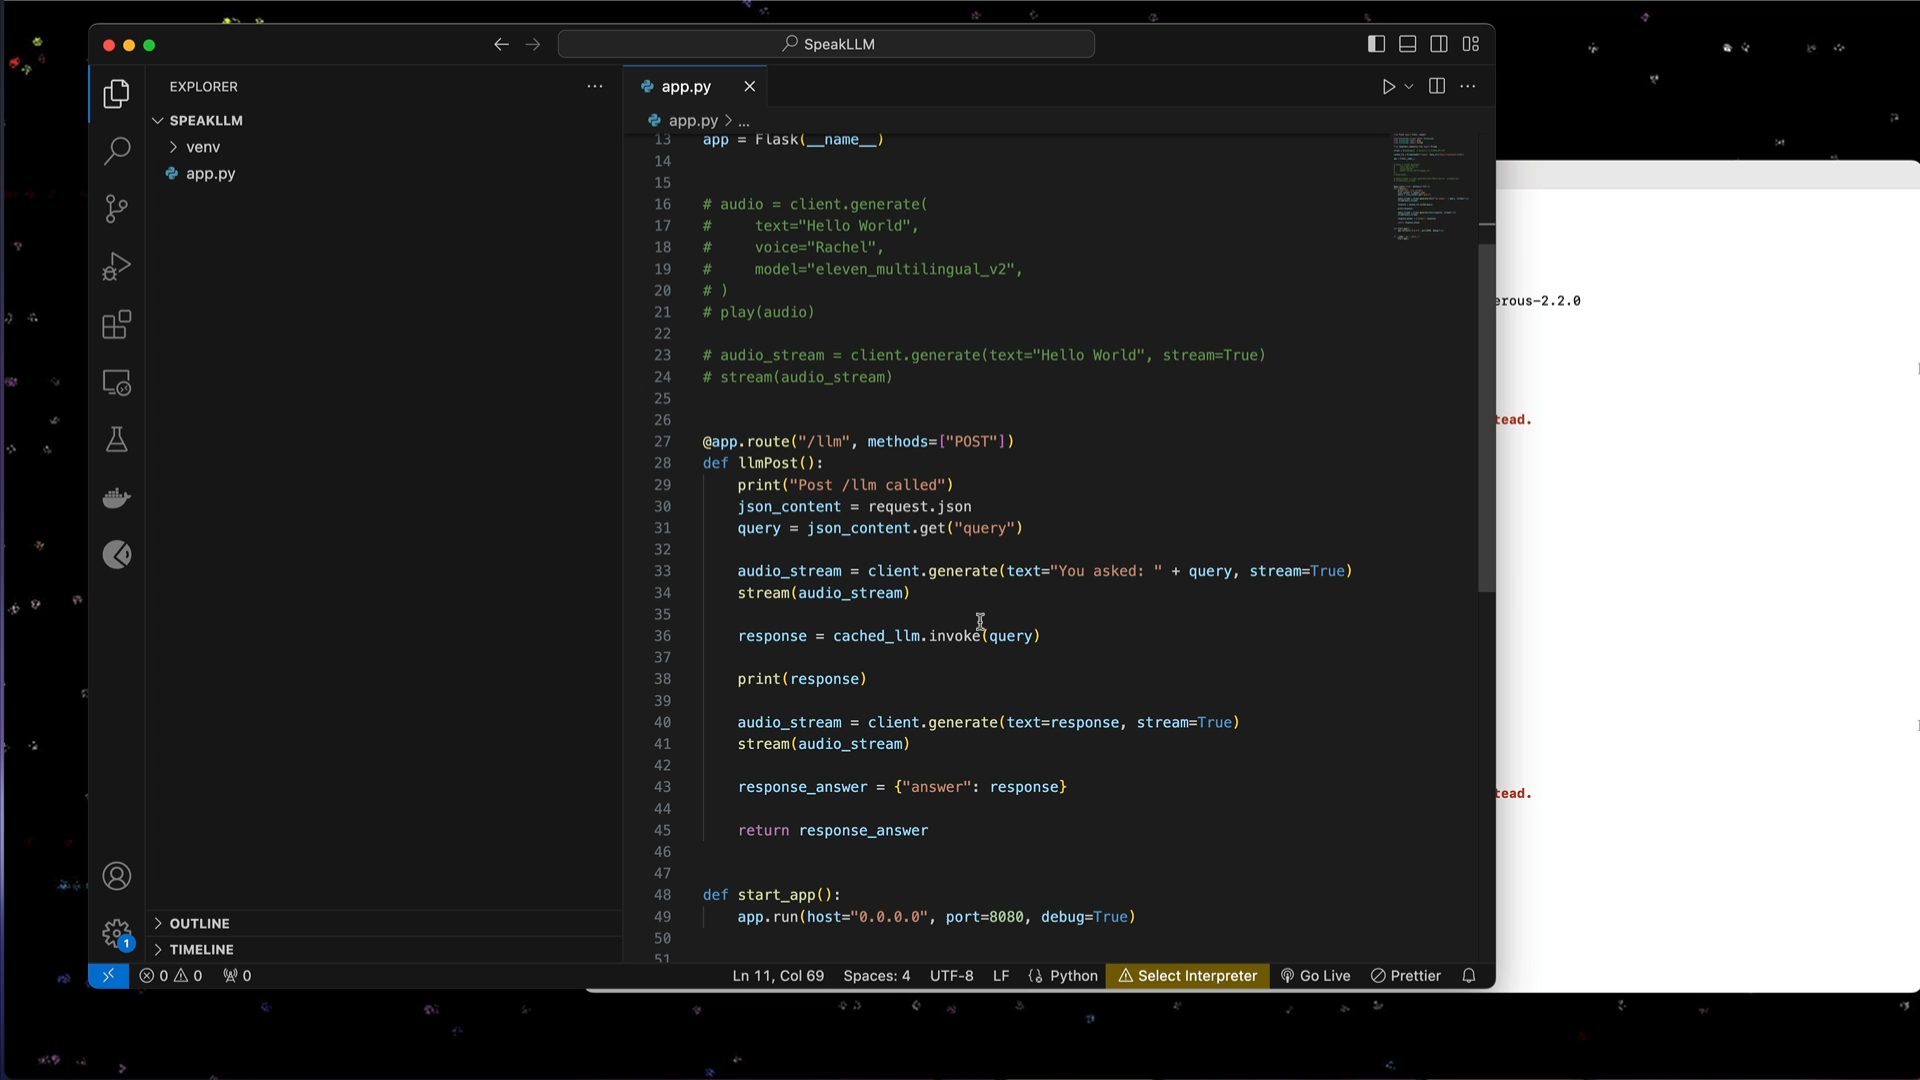 SpeakLLM
EXPLORER
SPEAKLLM
venv
app.py
OUTLINE
TIMELINE
app.py
app.py > ...
13 app = Flask(__name__)
14
15
16 # audio = client.generate(
17 #     text="Hello World",
18 #     voice="Rachel",
19 #     model="eleven_multilingual_v2",
20 # )
21 # play(audio)
22
23 # audio_stream = client.generate(text="Hello World", stream=True)
24 # stream(audio_stream)
25
26
27 @app.route("/llm", methods=["POST"])
28 def llmPost():
29     print("Post /llm called")
30     json_content = request.json
31     query = json_content.get("query")
32
33     audio_stream = client.generate(text="You asked: " + query, stream=True)
34     stream(audio_stream)
35
36     response = cached_llm.invoke(query)
37
38     print(response)
39
40     audio_stream = client.generate(text=response, stream=True)
41     stream(audio_stream)
42
43     response_answer = {"answer": response}
44
45     return response_answer
46
47
48 def start_app():
49     app.run(host="0.0.0.0", port=8080, debug=True)
50
51
erous-2.2.0
tead.
tead.
1
0 0 0 Ln 11, Col 69 Spaces: 4 UTF-8 LF {} Python Select Interpreter Go Live Prettier